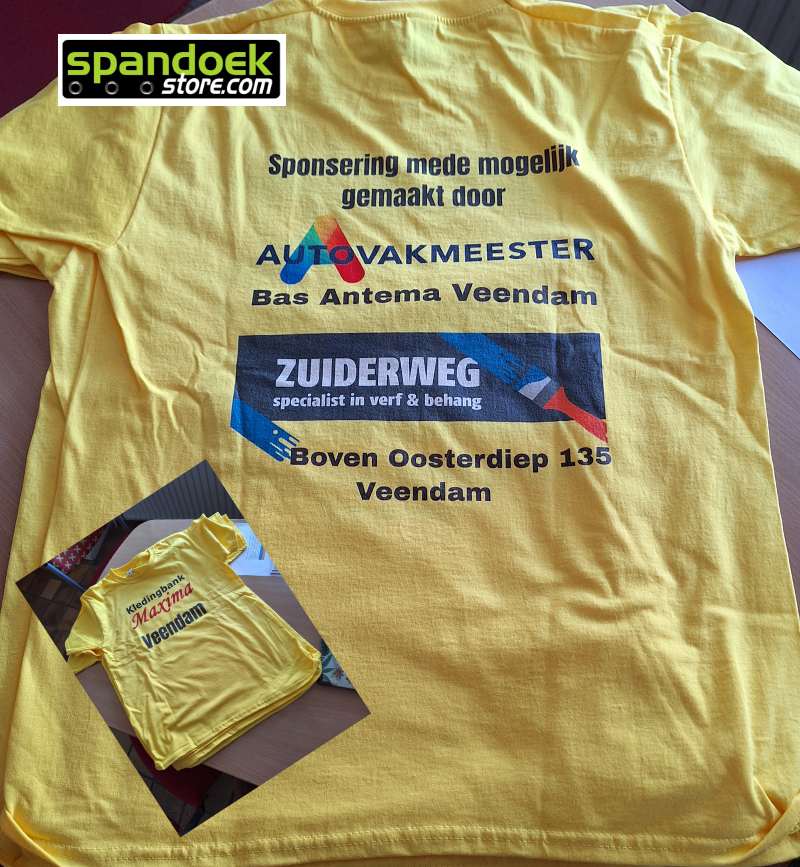 spandoek
store.com
Sponsering mede mogelijk
gemaakt door
AUTOVAKMEESTER
Bas Antema Veendam
ZUIDERWEG
specialist in verf & behang
Boven Oosterdiep 135
Veendam
Kledingbank
Maxima
Veendam